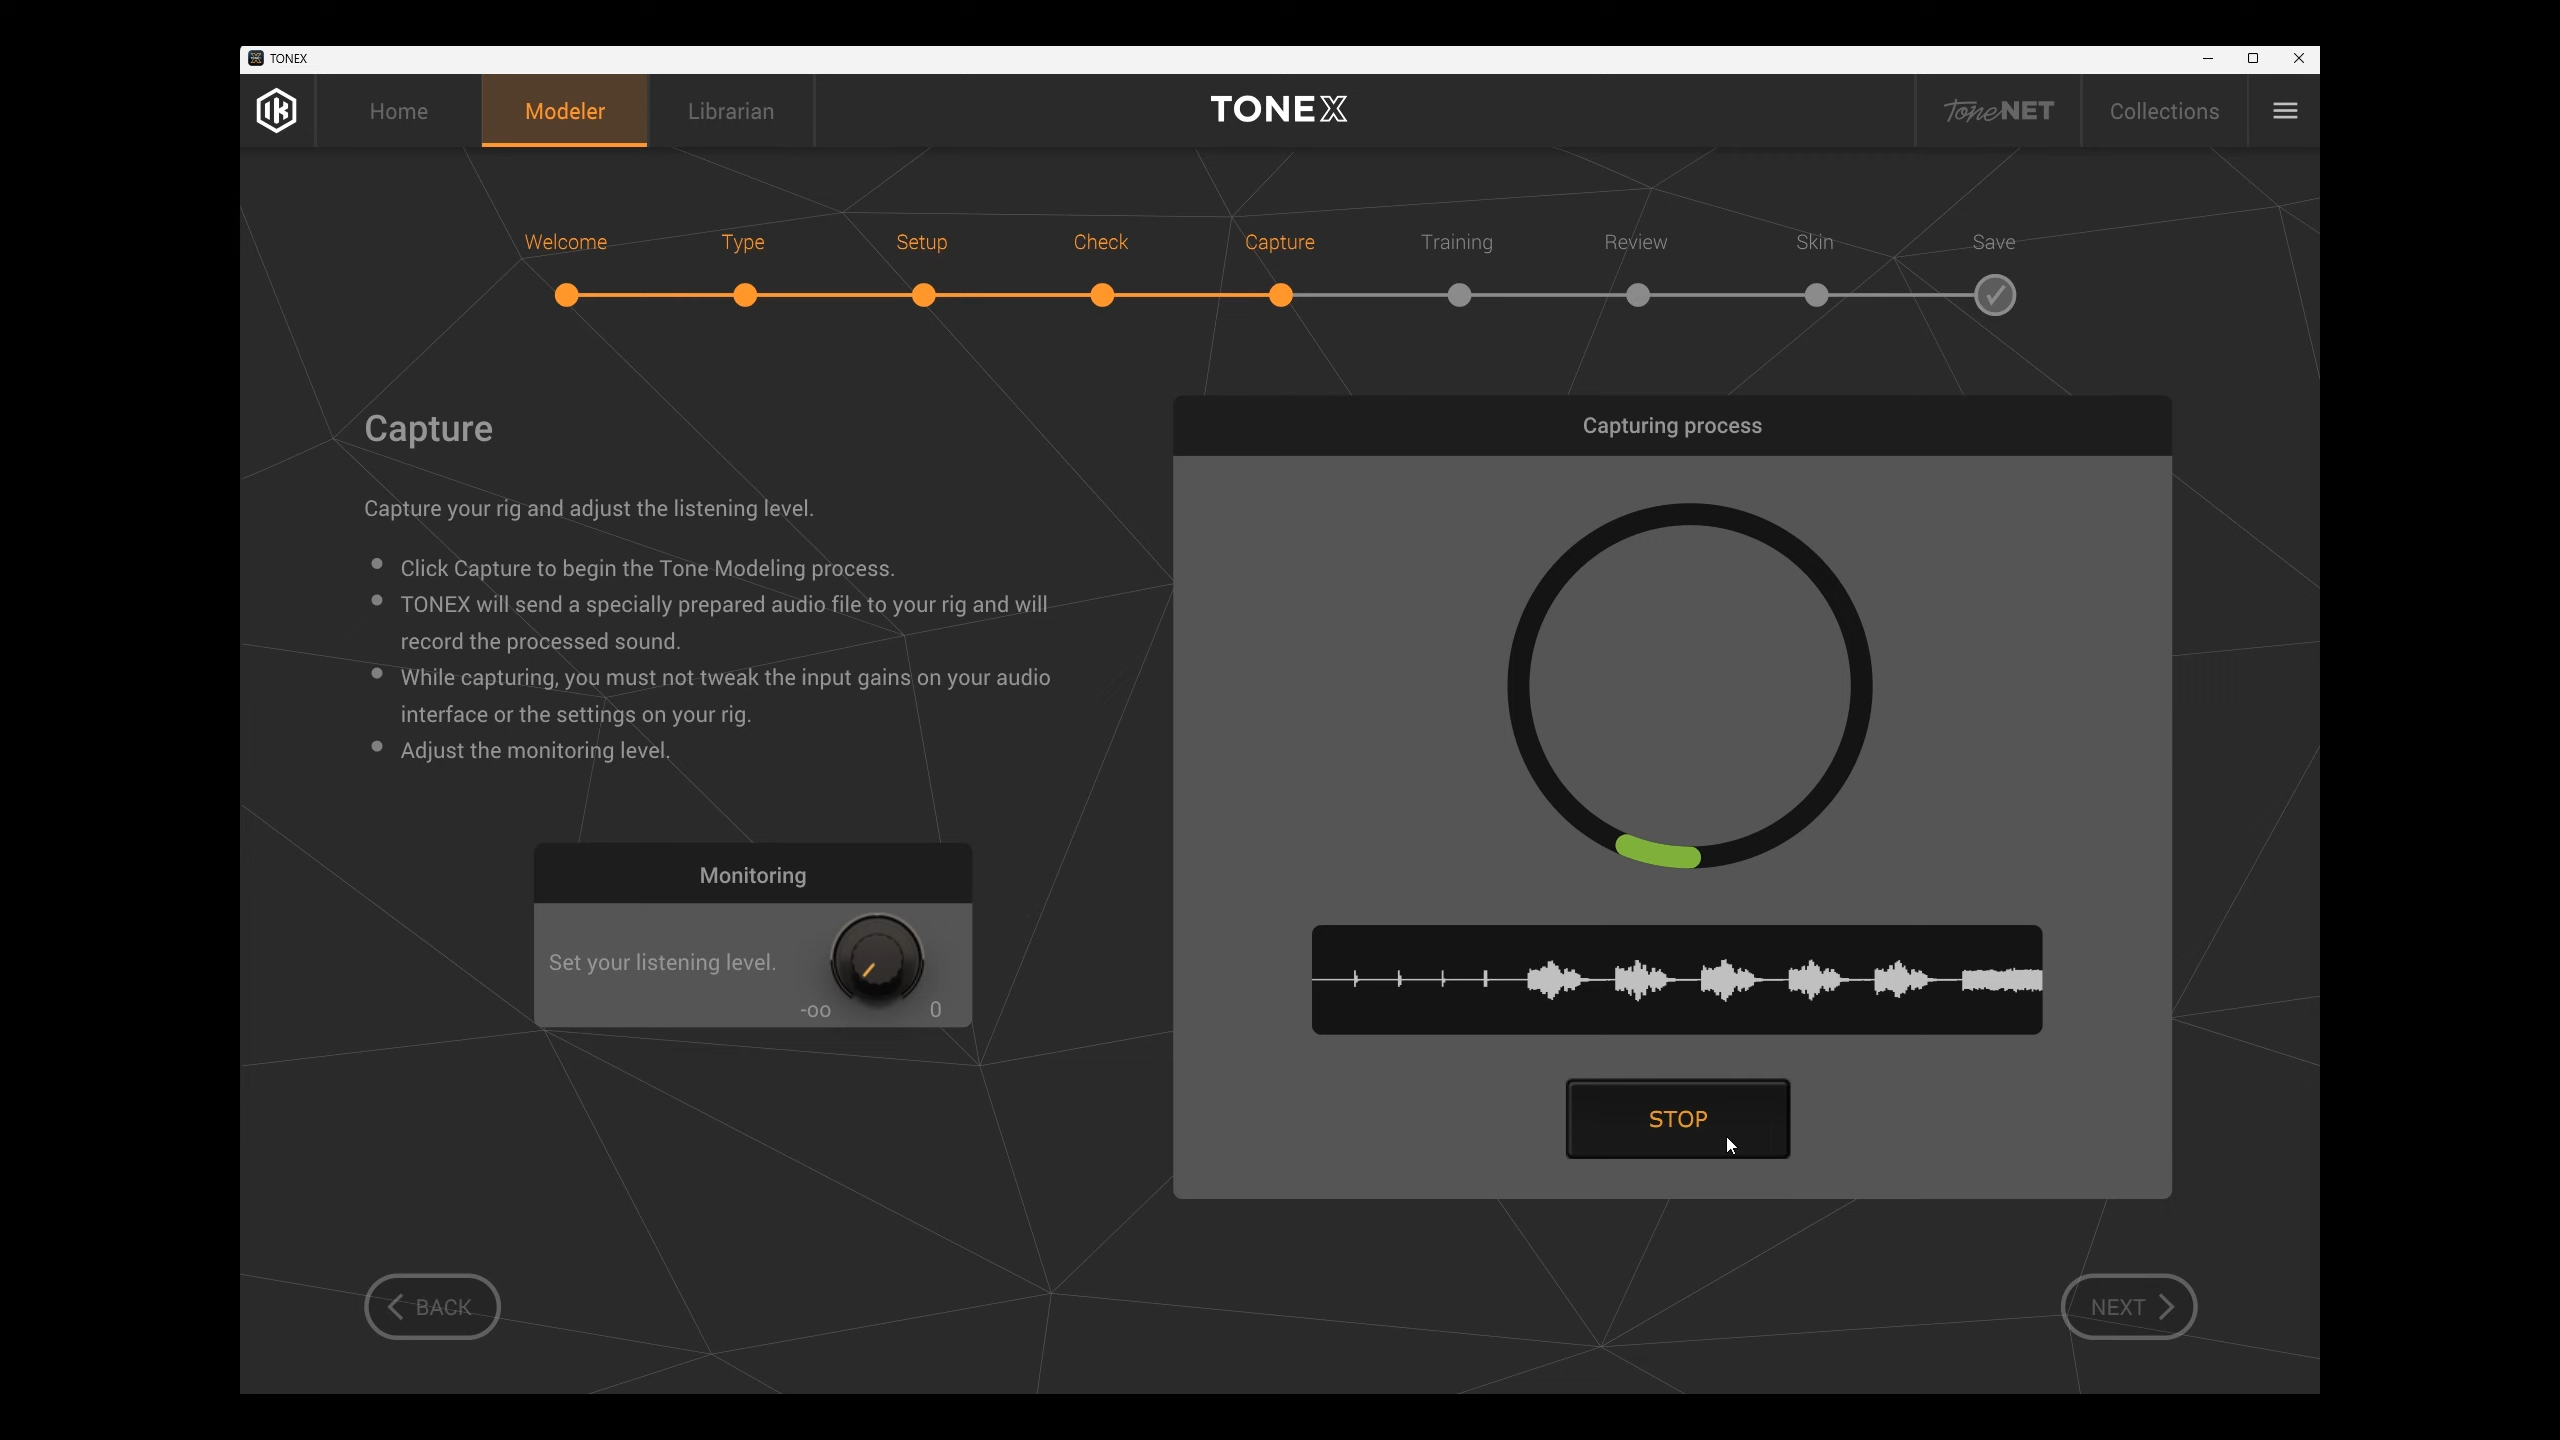 TONEX
Home
Modeler
Librarian
TONEX
ToneNET
Collections
Welcome
Type
Setup
Check
Capture
Training
Review
Skin
Save
Capture
Capture your rig and adjust the listening level.
Click Capture to begin the Tone Modeling process.
TONEX will send a specially prepared audio file to your rig and will
record the processed sound.
While capturing, you must not tweak the input gains on your audio
interface or the settings on your rig.
Adjust the monitoring level.
Monitoring
Set your listening level.
-oo
0
Capturing process
STOP
BACK
NEXT